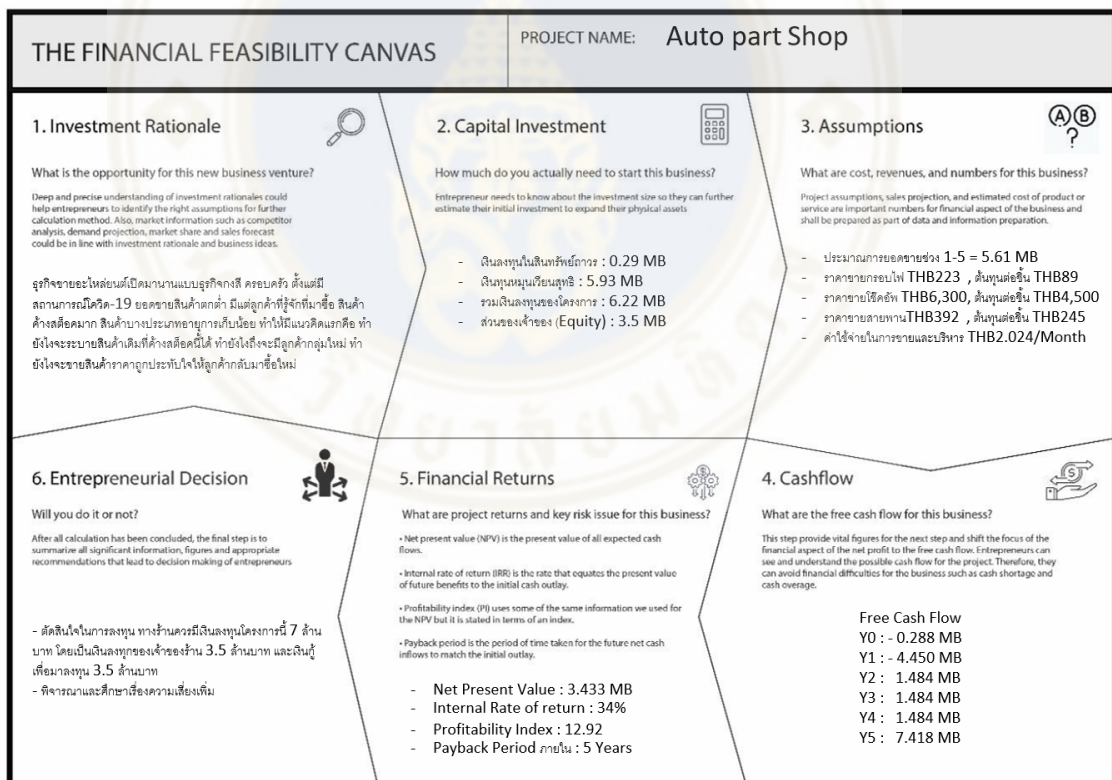 THE FINANCIAL FEASIBILITY CANVAS
PROJECT NAME: Auto part Shop
1. Investment Rationale
What is the opportunity for this new business venture?
Deep and precise understanding of investment rationales could
help entrepreneurs to identify the right assumptions for further
calculation method. Also, market information such as competitor
analysis, demand projection, market share and sales forecast
could be in line with investment rationale and business ideas.
ธุรกิจขายอะไหล่ยนต์เปิดมานานแบบธุรกิจกงสี ครอบครัว ตั้งแต่มี
สถานการณ์โควิด-19 ยอดขายสินค้าตกต่ำ มีแต่ลูกค้าที่รู้จักที่มาซื้อ สินค้า
ค้างสต็อคมาก สินค้าบางประเภทอายุการเก็บน้อย ทำให้มีแนวคิดแรกคือ ทำ
ยังไงจะระบายสินค้าเดิมที่ค้างสต็อคนี้ได้ ทำยังไงถึงจะมีลูกค้ากลุ่มใหม่ ทำ
ยังไงจะขายสินค้าราคาถูกประทับใจให้ลูกค้ากลับมาซื้อใหม่
2. Capital Investment
How much do you actually need to start this business?
Entrepreneur needs to know about the investment size so they can further
estimate their initial investment to expand their physical assets
- เงินลงทุนในสินทรัพย์ถาวร : 0.29 MB
- เงินทุนหมุนเวียนสุทธิ : 5.93 MB
- รวมเงินลงทุนของโครงการ : 6.22 MB
- ส่วนของเจ้าของ (Equity) : 3.5 MB
3. Assumptions
A B
?
What are cost, revenues, and numbers for this business?
Project assumptions, sales projection, and estimated cost of product or
service are important numbers for financial aspect of the business and
shall be prepared as part of data and information preparation.
- ประมาณการยอดขายช่วง 1-5 = 5.61 MB
- ราคาขายกรอบไฟ THB223 , ต้นทุนต่อชิ้น THB89
- ราคาขายโช๊คอัพ THB6,300, ต้นทุนต่อชิ้น THB4,500
- ราคาขายสายพานTHB392 , ต้นทุนต่อชิ้น THB245
- ค่าใช้จ่ายในการขายและบริหาร THB2.024/Month
6. Entrepreneurial Decision
Will you do it or not?
After all calculation has been concluded, the final step is to
summarize all significant information, figures and appropriate
recommendations that lead to decision making of entrepreneurs
- ตัดสินใจในการลงทุน ทางร้านควรมีเงินลงทุนโครงการนี้ 7 ล้าน
บาท โดยเป็นเงินลงทุกของเจ้าของร้าน 3.5 ล้านบาท และเงินกู้
เพื่อมาลงทุน 3.5 ล้านบาท
- พิจารณาและศึกษาเรื่องความเสี่ยงเพิ่ม
5. Financial Returns
What are project returns and key risk issue for this business?
• Net present value (NPV) is the present value of all expected cash
flows.
• Internal rate of return (IRR) is the rate that equates the present value
of future benefits to the initial cash outlay.
• Profitability index (PI) uses some of the same information we used for
the NPV but it is stated in terms of an index.
• Payback period is the period of time taken for the future net cash
inflows to match the initial outlay.
- Net Present Value : 3.433 MB
- Internal Rate of return : 34%
- Profitability Index : 12.92
- Payback Period ภายใน : 5 Years
4. Cashflow
What are the free cash flow for this business?
This step provide vital figures for the next step and shift the focus of the
financial aspect of the net profit to the free cash flow. Entrepreneurs can
see and understand the possible cash flow for the project. Therefore, they
can avoid financial difficulties for the business such as cash shortage and
cash overage.
Free Cash Flow
Y0 : - 0.288 MB
Y1 : - 4.450 MB
Y2 : 1.484 MB
Y3 : 1.484 MB
Y4 : 1.484 MB
Y5 : 7.418 MB